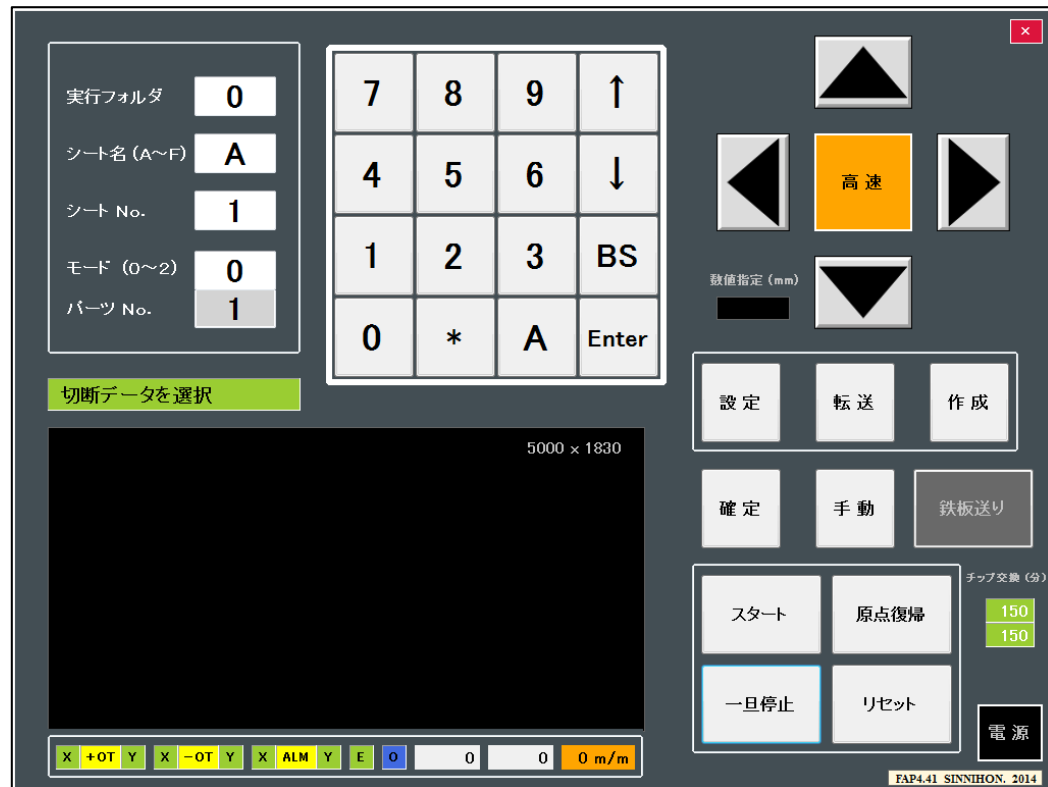 ×
実行フォルダ 0
シート名 (A～F) A
シート No. 1
モード (0～2) 0
パーツ No. 1
7 8 9 ↑
4 5 6 ↓
1 2 3 BS
0 * A Enter
高速
数値指定 (mm)
切断データを選択
5000 × 1830
設定 転送 作成
確定 手動 鉄板送り
スタート 原点復帰
一旦停止 リセット
チップ交換 (分)
150
150
電源
X +OT Y X -OT Y X ALM Y E O 0 0 0 m/m
FAP4.41 SINNIHON. 2014